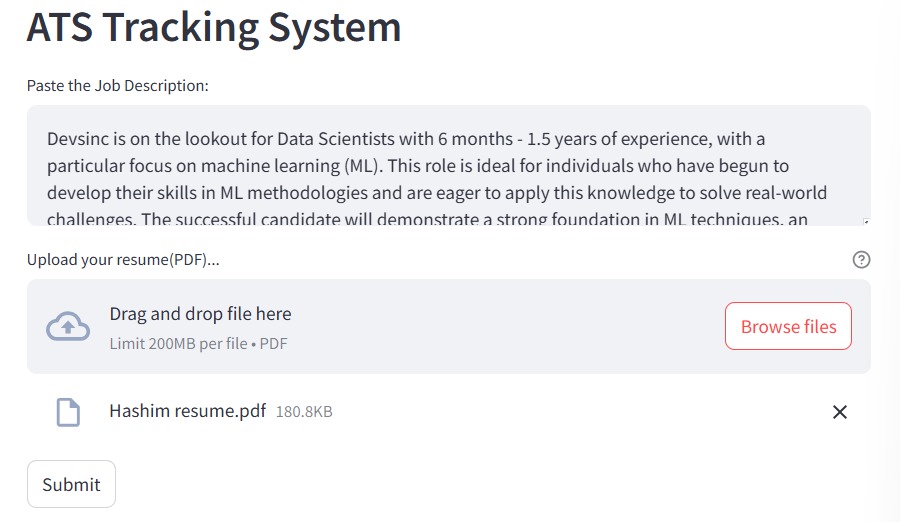 ATS Tracking System
Paste the Job Description:
Devsinc is on the lookout for Data Scientists with 6 months - 1.5 years of experience, with a
particular focus on machine learning (ML). This role is ideal for individuals who have begun to
develop their skills in ML methodologies and are eager to apply this knowledge to solve real-world
challenges. The successful candidate will demonstrate a strong foundation in ML techniques, an
Upload your resume(PDF)...
Drag and drop file here
Limit 200MB per file • PDF
Browse files
Hashim resume.pdf 180.8KB
Submit